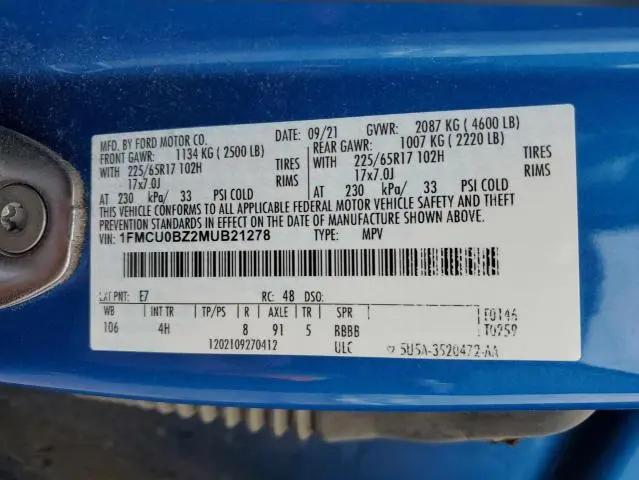 MFD. BY FORD MOTOR CO. DATE: 09/21 GVWR: 2087 KG ( 4600 LB)
FRONT GAWR: 1134 KG ( 2500 LB) REAR GAWR: 1007 KG ( 2220 LB)
WITH 225/65R17 102H TIRES WITH 225/65R17 102H TIRES
17x7.0J RIMS 17x7.0J RIMS
AT 230 kPa/ 33 PSI COLD AT 230 kPa/ 33 PSI COLD
THIS VEHICLE CONFORMS TO ALL APPLICABLE FEDERAL MOTOR VEHICLE SAFETY AND THEFT
PREVENTION STANDARDS IN EFFECT ON THE DATE OF MANUFACTURE SHOWN ABOVE.
VIN: 1FMCU0BZ2MUB21278 TYPE: MPV
EXT PNT: E7 RC: 48 DSO:
WB INT TR TP/PS R AXLE TR SPR
106 4H 8 91 5 RBBB
1202109270412 ULC
F0146
T0259
5U5A-3520472-AA